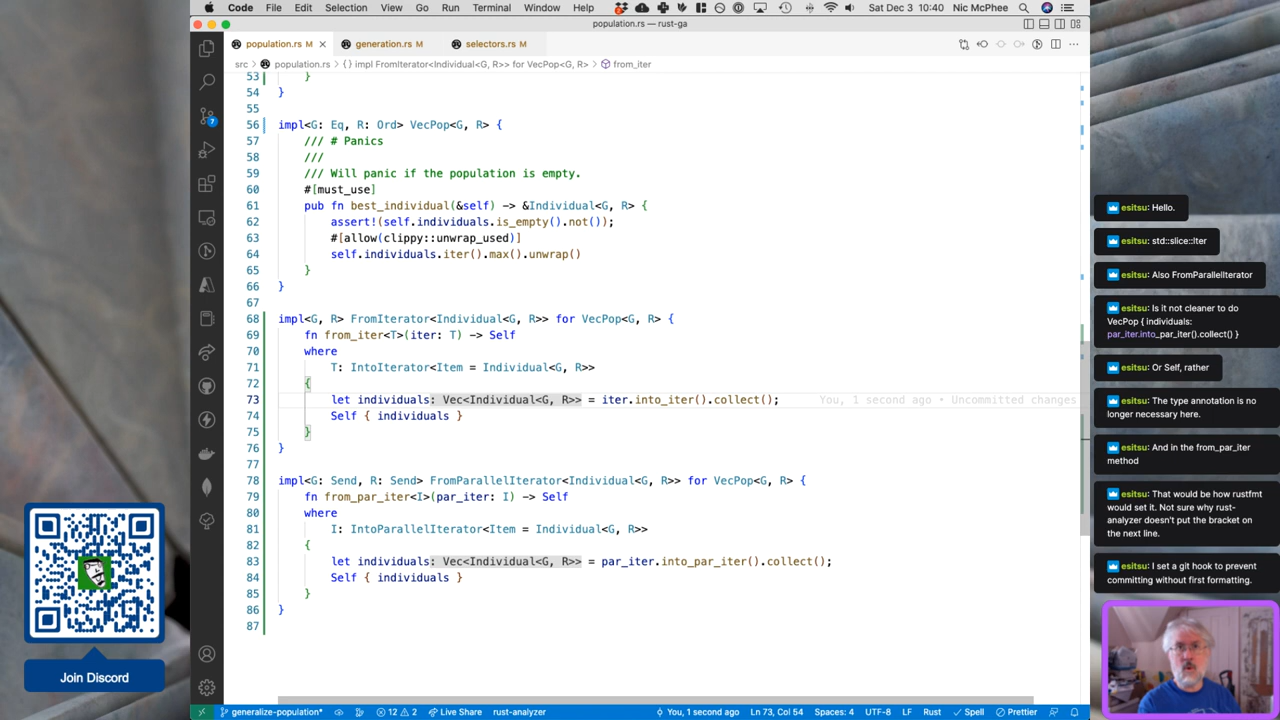 Code File Edit Selection View Go Run Terminal Window Help Sat Dec 3 10:40 Nic McPhee
population.rs — rust-ga
population.rs M generation.rs M selectors.rs M
src > population.rs > {} impl FromIterator<Individual<G, R>> for VecPop<G, R> > from_iter
53 }
54 }
55
56 impl<G: Eq, R: Ord> VecPop<G, R> {
57 /// # Panics
58 ///
59 /// Will panic if the population is empty.
60 #[must_use]
61 pub fn best_individual(&self) -> &Individual<G, R> {
62 assert!(self.individuals.is_empty().not());
63 #[allow(clippy::unwrap_used)]
64 self.individuals.iter().max().unwrap()
65 }
66 }
67
68 impl<G, R> FromIterator<Individual<G, R>> for VecPop<G, R> {
69 fn from_iter<T>(iter: T) -> Self
70 where
71 T: IntoIterator<Item = Individual<G, R>>
72 {
73 let individuals: Vec<Individual<G, R>> = iter.into_iter().collect(); You, 1 second ago • Uncommitted changes
74 Self { individuals }
75 }
76 }
77
78 impl<G: Send, R: Send> FromParallelIterator<Individual<G, R>> for VecPop<G, R> {
79 fn from_par_iter<I>(par_iter: I) -> Self
80 where
81 I: IntoParallelIterator<Item = Individual<G, R>>
82 {
83 let individuals: Vec<Individual<G, R>> = par_iter.into_par_iter().collect();
84 Self { individuals }
85 }
86 }
87
generalize-population* 12 2 Live Share rust-analyzer You, 1 second ago Ln 73, Col 54 Spaces: 4 UTF-8 LF Rust Spell Prettier
7
Join Discord
esitsu: Hello.
esitsu: std::slice::Iter
esitsu: Also FromParallelIterator
esitsu: Is it not cleaner to do
VecPop { individuals:
par_iter.into_par_iter().collect() }
esitsu: Or Self, rather
esitsu: The type annotation is no
longer necessary here.
esitsu: And in the from_par_iter
method
esitsu: That would be how rustfmt
would set it. Not sure why rust-
analyzer doesn't put the bracket on
the next line.
esitsu: I set a git hook to prevent
committing without first formatting.